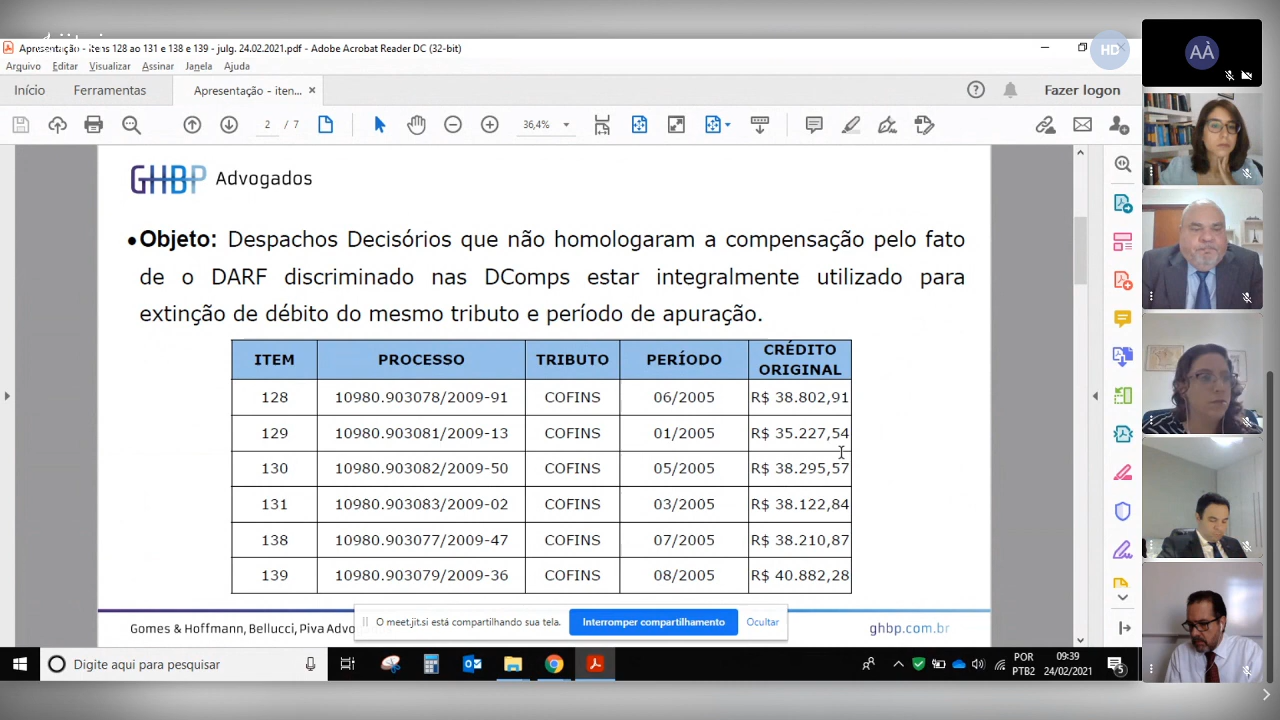 Apresentação - itens 128 ao 131 e 138 e 139 - julg. 24.02.2021.pdf - Adobe Acrobat Reader DC (32-bit)
HD
AÀ
Arquivo Editar Visualizar Assinar Janela Ajuda
Início Ferramentas Apresentação - iten... × Fazer logon
2 / 7 36,4%
GHBP Advogados
•Objeto: Despachos Decisórios que não homologaram a compensação pelo fato
de o DARF discriminado nas DComps estar integralmente utilizado para
extinção de débito do mesmo tributo e período de apuração.
ITEM PROCESSO TRIBUTO PERÍODO CRÉDITO ORIGINAL
128 10980.903078/2009-91 COFINS 06/2005 R$ 38.802,91
129 10980.903081/2009-13 COFINS 01/2005 R$ 35.227,54
130 10980.903082/2009-50 COFINS 05/2005 R$ 38.295,57
131 10980.903083/2009-02 COFINS 03/2005 R$ 38.122,84
138 10980.903077/2009-47 COFINS 07/2005 R$ 38.210,87
139 10980.903079/2009-36 COFINS 08/2005 R$ 40.882,28
O meet.jit.si está compartilhando sua tela. Interromper compartilhamento Ocultar
Gomes & Hoffmann, Bellucci, Piva Advo ghbp.com.br
Digite aqui para pesquisar
POR 09:39
PTB2 24/02/2021
5